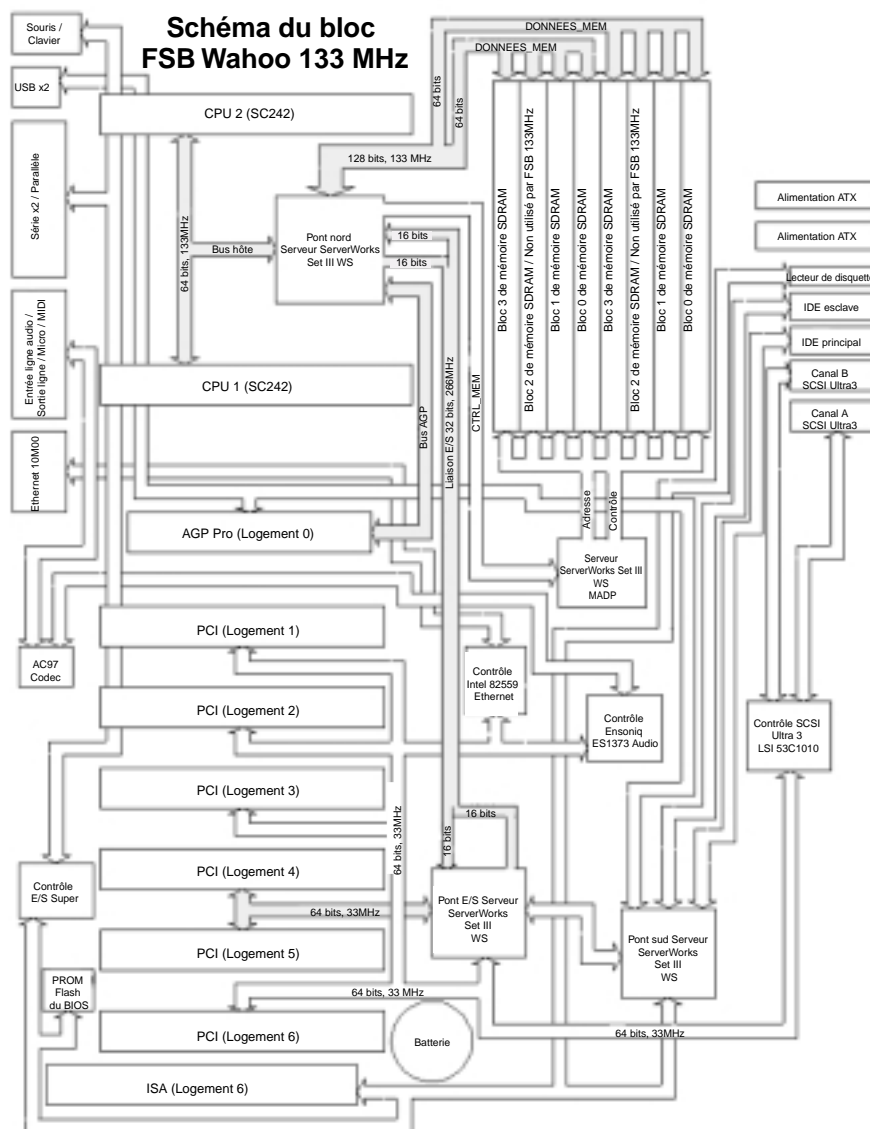 Schéma du bloc
FSB Wahoo 133 MHz
Souris /
Clavier
USB x2
Série x2 / Parallèle
Entrée ligne audio /
Sortie ligne / Micro / MIDI
Ethernet 10M00
CPU 2 (SC242)
64 bits, 133MHz
Bus hôte
CPU 1 (SC242)
DONNEES_MEM
DONNEES_MEM
64 bits
64 bits
128 bits, 133 MHz
Pont nord
Serveur ServerWorks
Set III WS
16 bits
16 bits
Bus AGP
Liaison E/S 32 bits, 266MHz
CTRL_MEM
Bloc 3 de mémoire SDRAM
Bloc 2 de mémoire SDRAM / Non utilisé par FSB 133MHz
Bloc 1 de mémoire SDRAM
Bloc 0 de mémoire SDRAM
Bloc 3 de mémoire SDRAM
Bloc 2 de mémoire SDRAM / Non utilisé par FSB 133MHz
Bloc 1 de mémoire SDRAM
Bloc 0 de mémoire SDRAM
Alimentation ATX
Alimentation ATX
Lecteur de disquette
IDE esclave
IDE principal
Canal B
SCSI Ultra3
Canal A
SCSI Ultra3
Adresse
Contrôle
AGP Pro (Logement 0)
Serveur
ServerWorks Set III
WS
MADP
PCI (Logement 1)
AC97
Codec
Contrôle
Intel 82559
Ethernet
PCI (Logement 2)
Contrôle
Ensoniq
ES1373 Audio
Contrôle SCSI
Ultra 3
LSI 53C1010
PCI (Logement 3)
64 bits, 33MHz
16 bits
16 bits
PCI (Logement 4)
Contrôle
E/S Super
64 bits, 33MHz
Pont E/S Serveur
ServerWorks
Set III
WS
PCI (Logement 5)
Pont sud Serveur
ServerWorks
Set III
WS
PROM
Flash
du BIOS
64 bits, 33 MHz
PCI (Logement 6)
Batterie
64 bits, 33MHz
ISA (Logement 6)